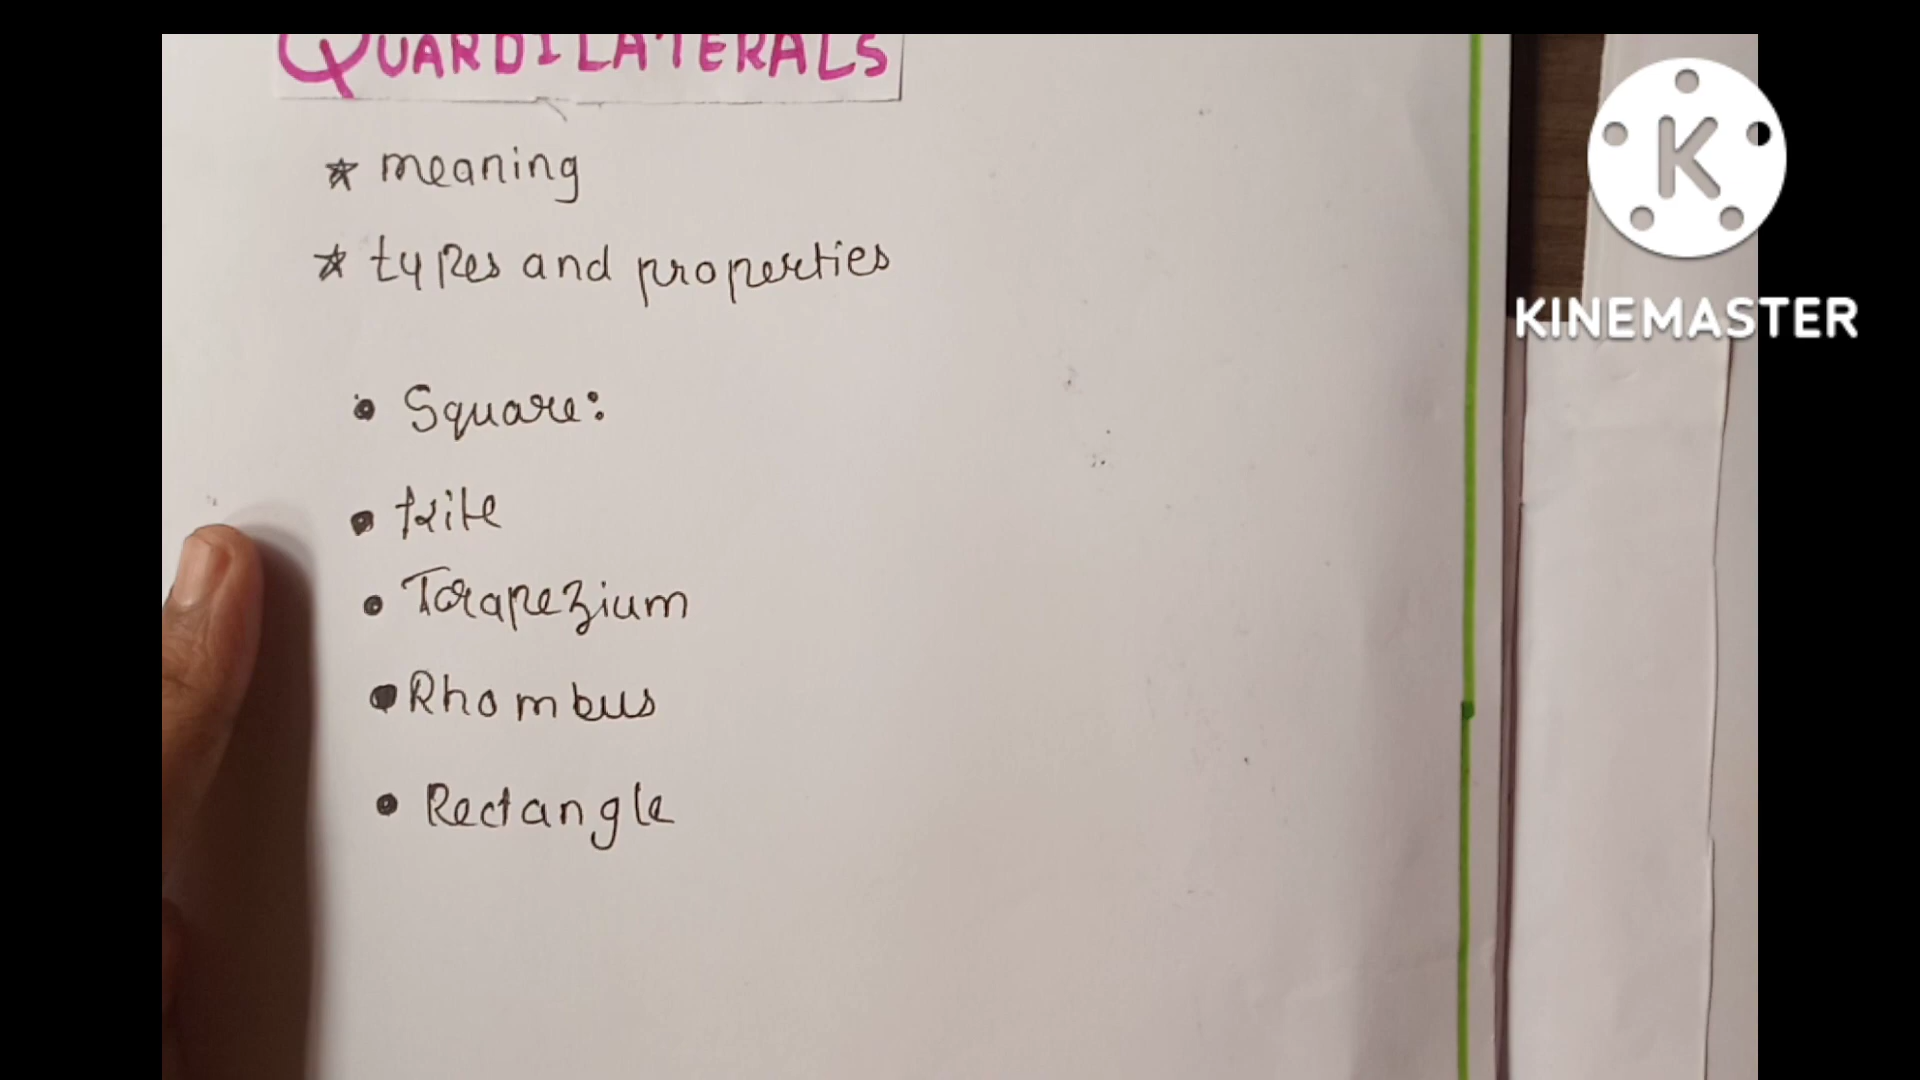 QUARDILATERALS
* meaning
* types and properties
• Square:
• Kite
• Trapezium
• Rhombus
• Rectangle
K
KINEMASTER